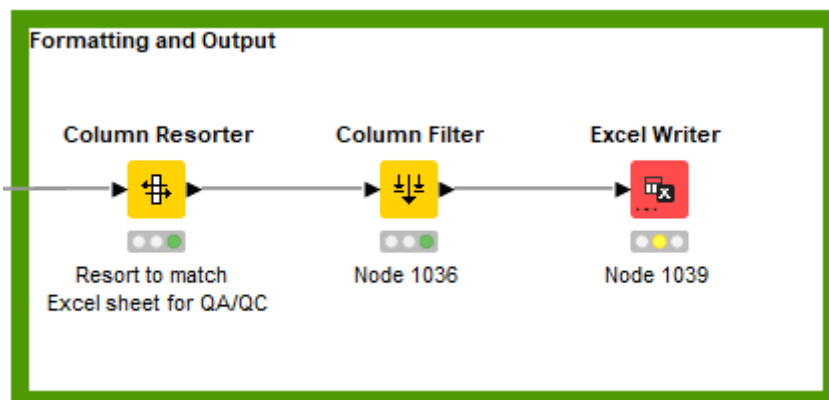 Formatting and Output
Column Resorter
Column Filter
Excel Writer
Resort to match
Excel sheet for QA/QC
Node 1036
Node 1039